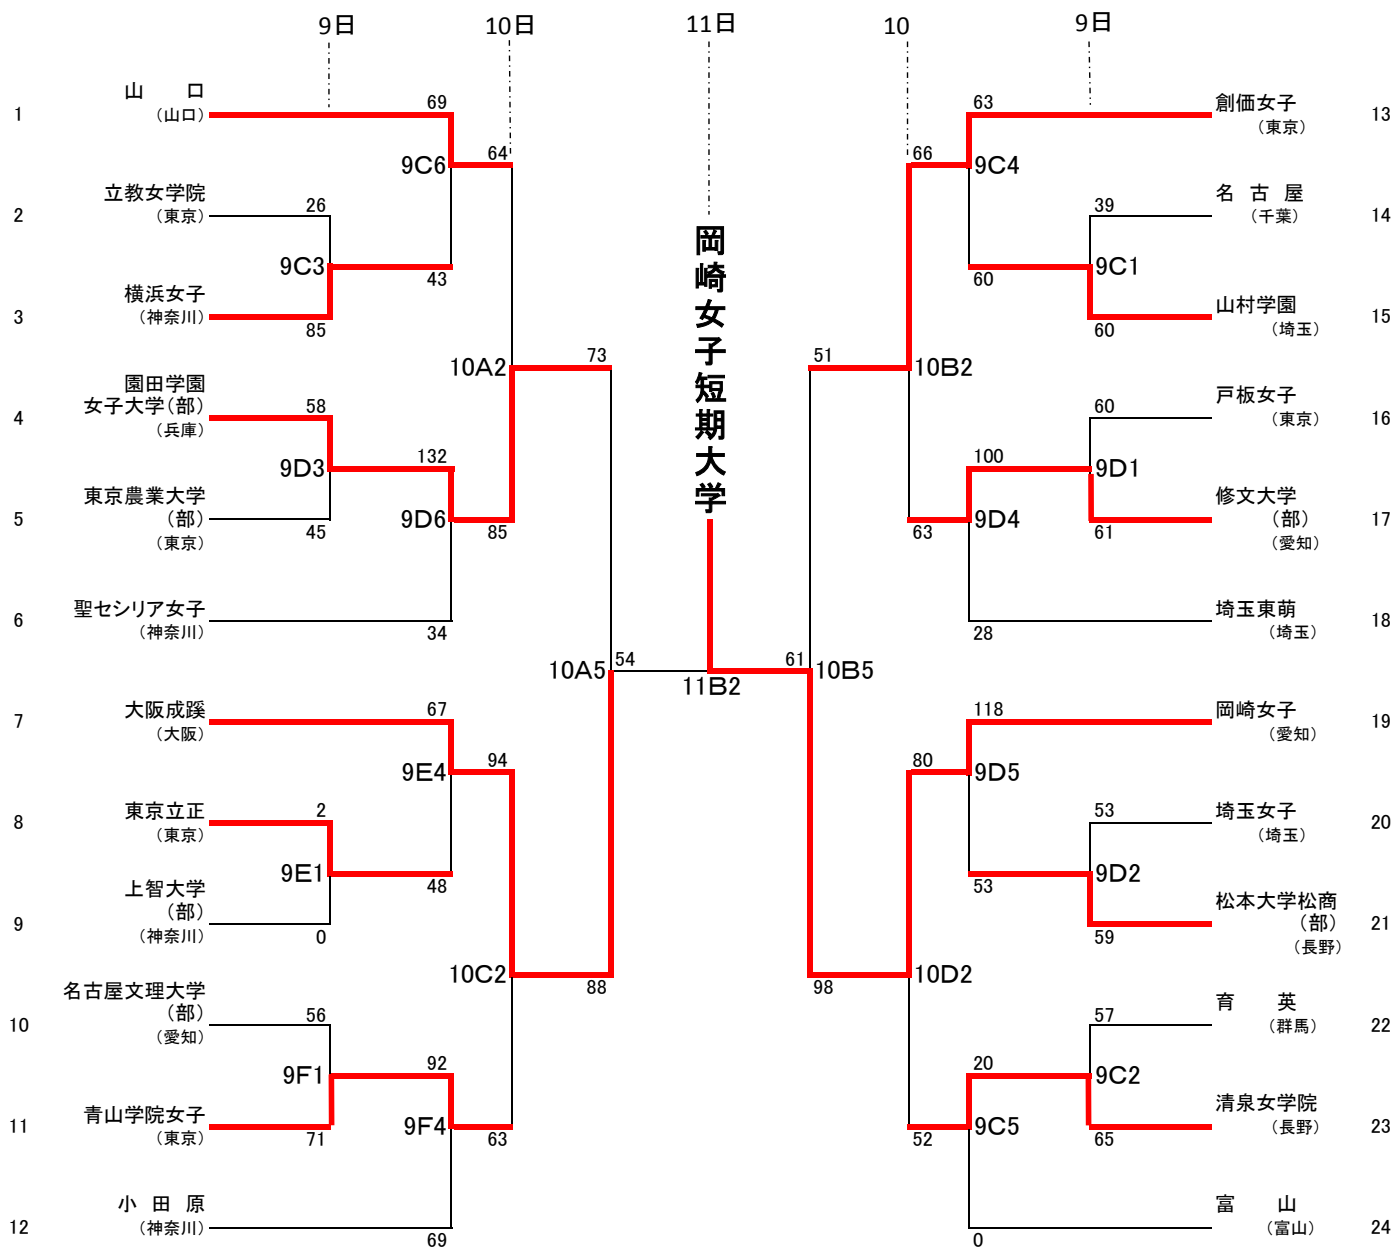 9日
10日
11日
10
9日
山 口
（山口）
1
69
立教女学院
（東京）
2
26
9C6
64
9C3
横浜女子
（神奈川）
3
85
43
園田学園
女子大学（部）
（兵庫）
4
58
10A2
73
9D3
132
東京農業大学
（部）
（東京）
5
45
9D6
85
聖セシリア女子
（神奈川）
6
34
10A5
54
大阪成蹊
（大阪）
7
67
9E4
94
東京立正
（東京）
8
2
9E1
48
上智大学
（部）
（神奈川）
9
0
10C2
88
名古屋文理大学
（部）
（愛知）
10
56
9F1
92
青山学院女子
（東京）
11
71
9F4
63
小 田 原
（神奈川）
12
69
岡崎女子短期大学
11B2
61
創価女子
（東京）
13
63
66
9C4
名 古 屋
（千葉）
14
39
9C1
60
山村学園
（埼玉）
15
60
51
10B2
戸板女子
（東京）
16
60
100
9D1
修文大学
（部）
（愛知）
17
61
63
9D4
埼玉東萌
（埼玉）
18
28
10B5
岡崎女子
（愛知）
19
118
80
9D5
埼玉女子
（埼玉）
20
53
9D2
53
松本大学松商
（部）
（長野）
21
59
98
10D2
育 英
（群馬）
22
57
20
9C2
清泉女学院
（長野）
23
65
52
9C5
富 山
（富山）
24
0